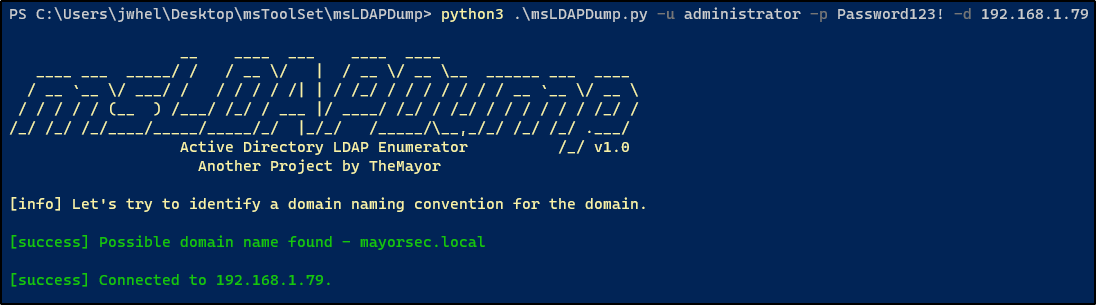 PS C:\Users\jwhel\Desktop\msToolSet\msLDAPDump> python3 .\msLDAPDump.py -u administrator -p Password123! -d 192.168.1.79
msLDAPDump
Active Directory LDAP Enumerator v1.0
Another Project by TheMayor
[info] Let's try to identify a domain naming convention for the domain.
[success] Possible domain name found - mayorsec.local
[success] Connected to 192.168.1.79.